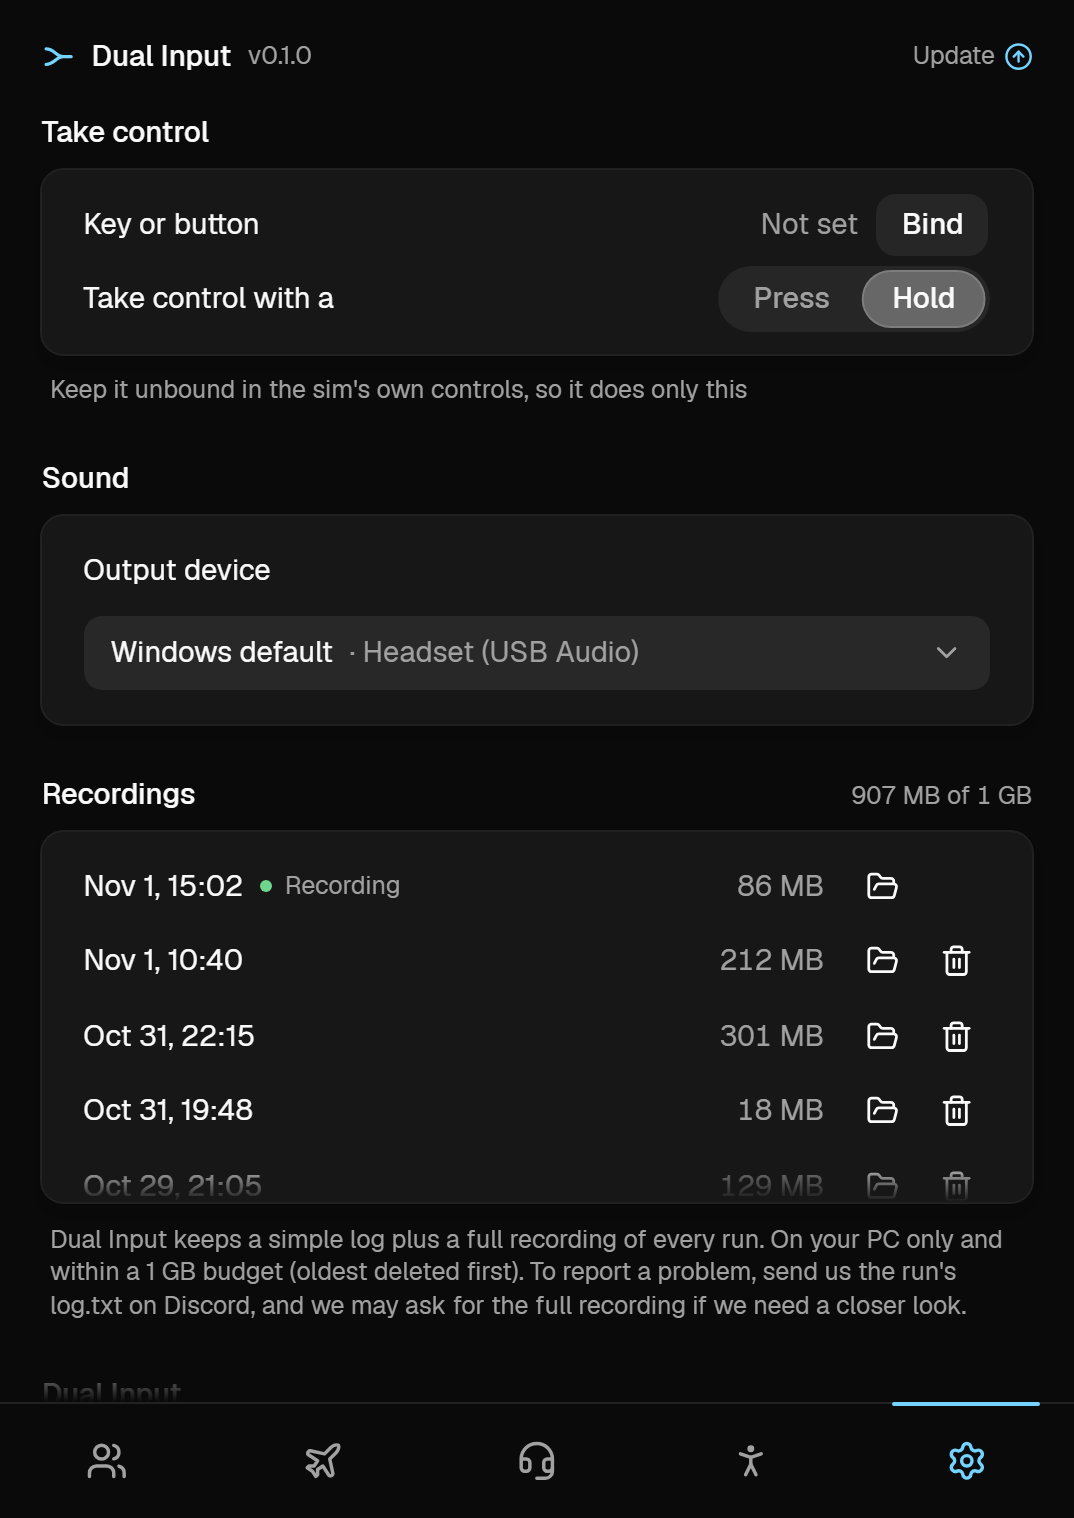 Dual Input v0.1.0
Update
Take control
Key or button
Not set
Bind
Take control with a
Press
Hold
Keep it unbound in the sim's own controls, so it does only this
Sound
Output device
Windows default · Headset (USB Audio)
Recordings
907 MB of 1 GB
Nov 1, 15:02 Recording 86 MB
Nov 1, 10:40 212 MB
Oct 31, 22:15 301 MB
Oct 31, 19:48 18 MB
Oct 29, 21:05 129 MB
Dual Input keeps a simple log plus a full recording of every run. On your PC only and
within a 1 GB budget (oldest deleted first). To report a problem, send us the run's
log.txt on Discord, and we may ask for the full recording if we need a closer look.
Dual Input